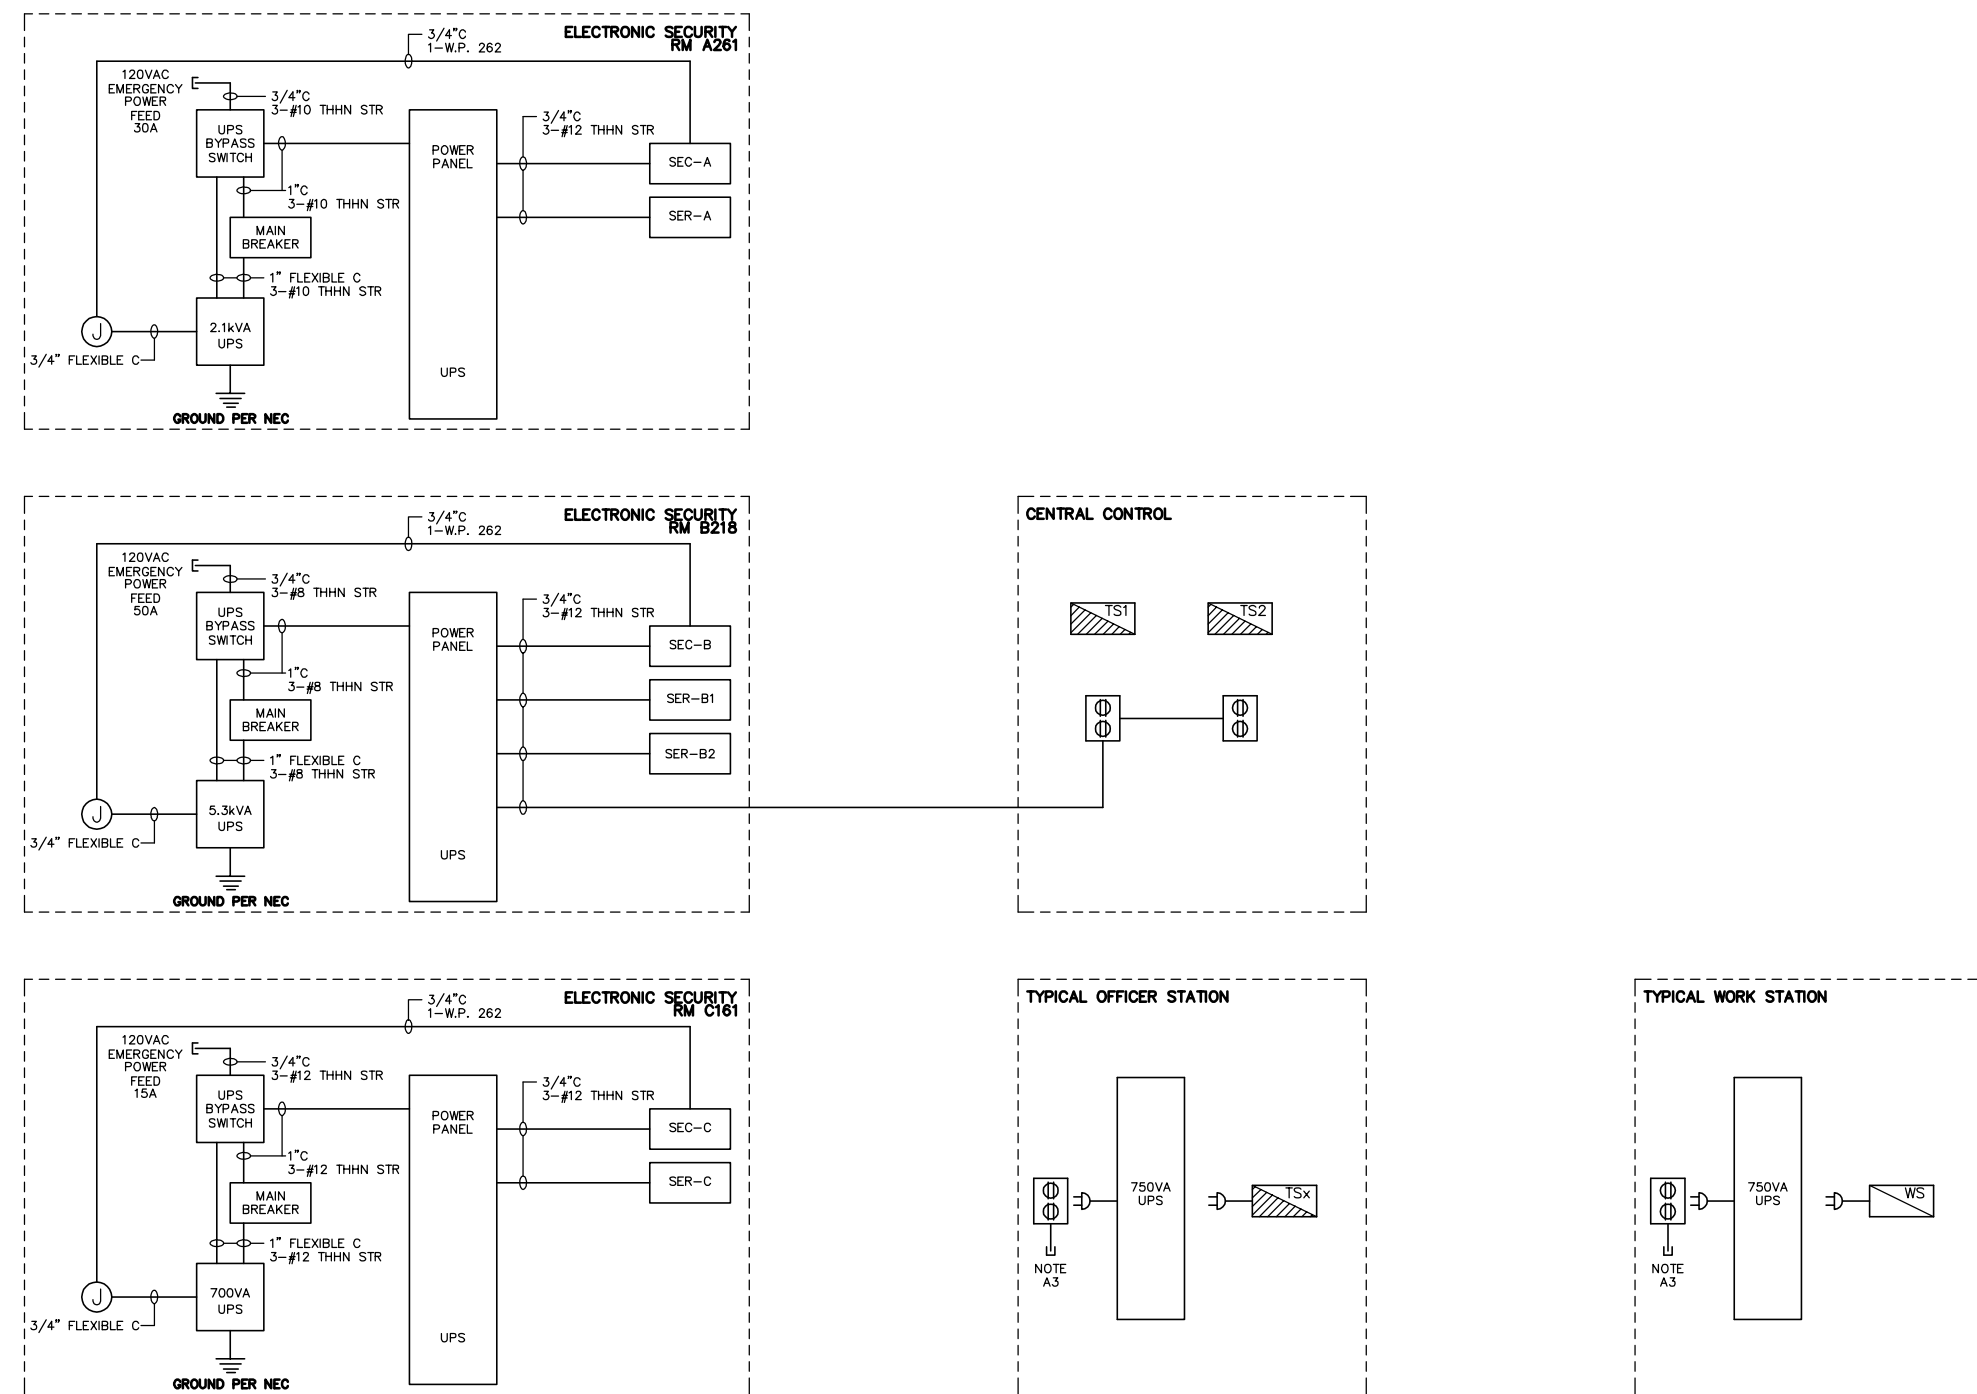 ELECTRONIC SECURITY
RM A261
3/4"C
1-W.P. 262
120VAC
EMERGENCY
POWER
FEED
30A
3/4"C
3-#10 THHN STR
UPS
BYPASS
SWITCH
1"C
3-#10 THHN STR
MAIN
BREAKER
1" FLEXIBLE C
3-#10 THHN STR
2.1kVA
UPS
J
3/4" FLEXIBLE C
GROUND PER NEC
POWER
PANEL
UPS
3/4"C
3-#12 THHN STR
SEC-A
SER-A
ELECTRONIC SECURITY
RM B218
3/4"C
1-W.P. 262
120VAC
EMERGENCY
POWER
FEED
50A
3/4"C
3-#8 THHN STR
UPS
BYPASS
SWITCH
1"C
3-#8 THHN STR
MAIN
BREAKER
1" FLEXIBLE C
3-#8 THHN STR
5.3kVA
UPS
J
3/4" FLEXIBLE C
GROUND PER NEC
POWER
PANEL
UPS
3/4"C
3-#12 THHN STR
SEC-B
SER-B1
SER-B2
CENTRAL CONTROL
TS1
TS2
ELECTRONIC SECURITY
RM C161
3/4"C
1-W.P. 262
120VAC
EMERGENCY
POWER
FEED
15A
3/4"C
3-#12 THHN STR
UPS
BYPASS
SWITCH
1"C
3-#12 THHN STR
MAIN
BREAKER
1" FLEXIBLE C
3-#12 THHN STR
700VA
UPS
J
3/4" FLEXIBLE C
GROUND PER NEC
POWER
PANEL
UPS
3/4"C
3-#12 THHN STR
SEC-C
SER-C
TYPICAL OFFICER STATION
750VA
UPS
TSx
NOTE
A3
TYPICAL WORK STATION
750VA
UPS
WS
NOTE
A3